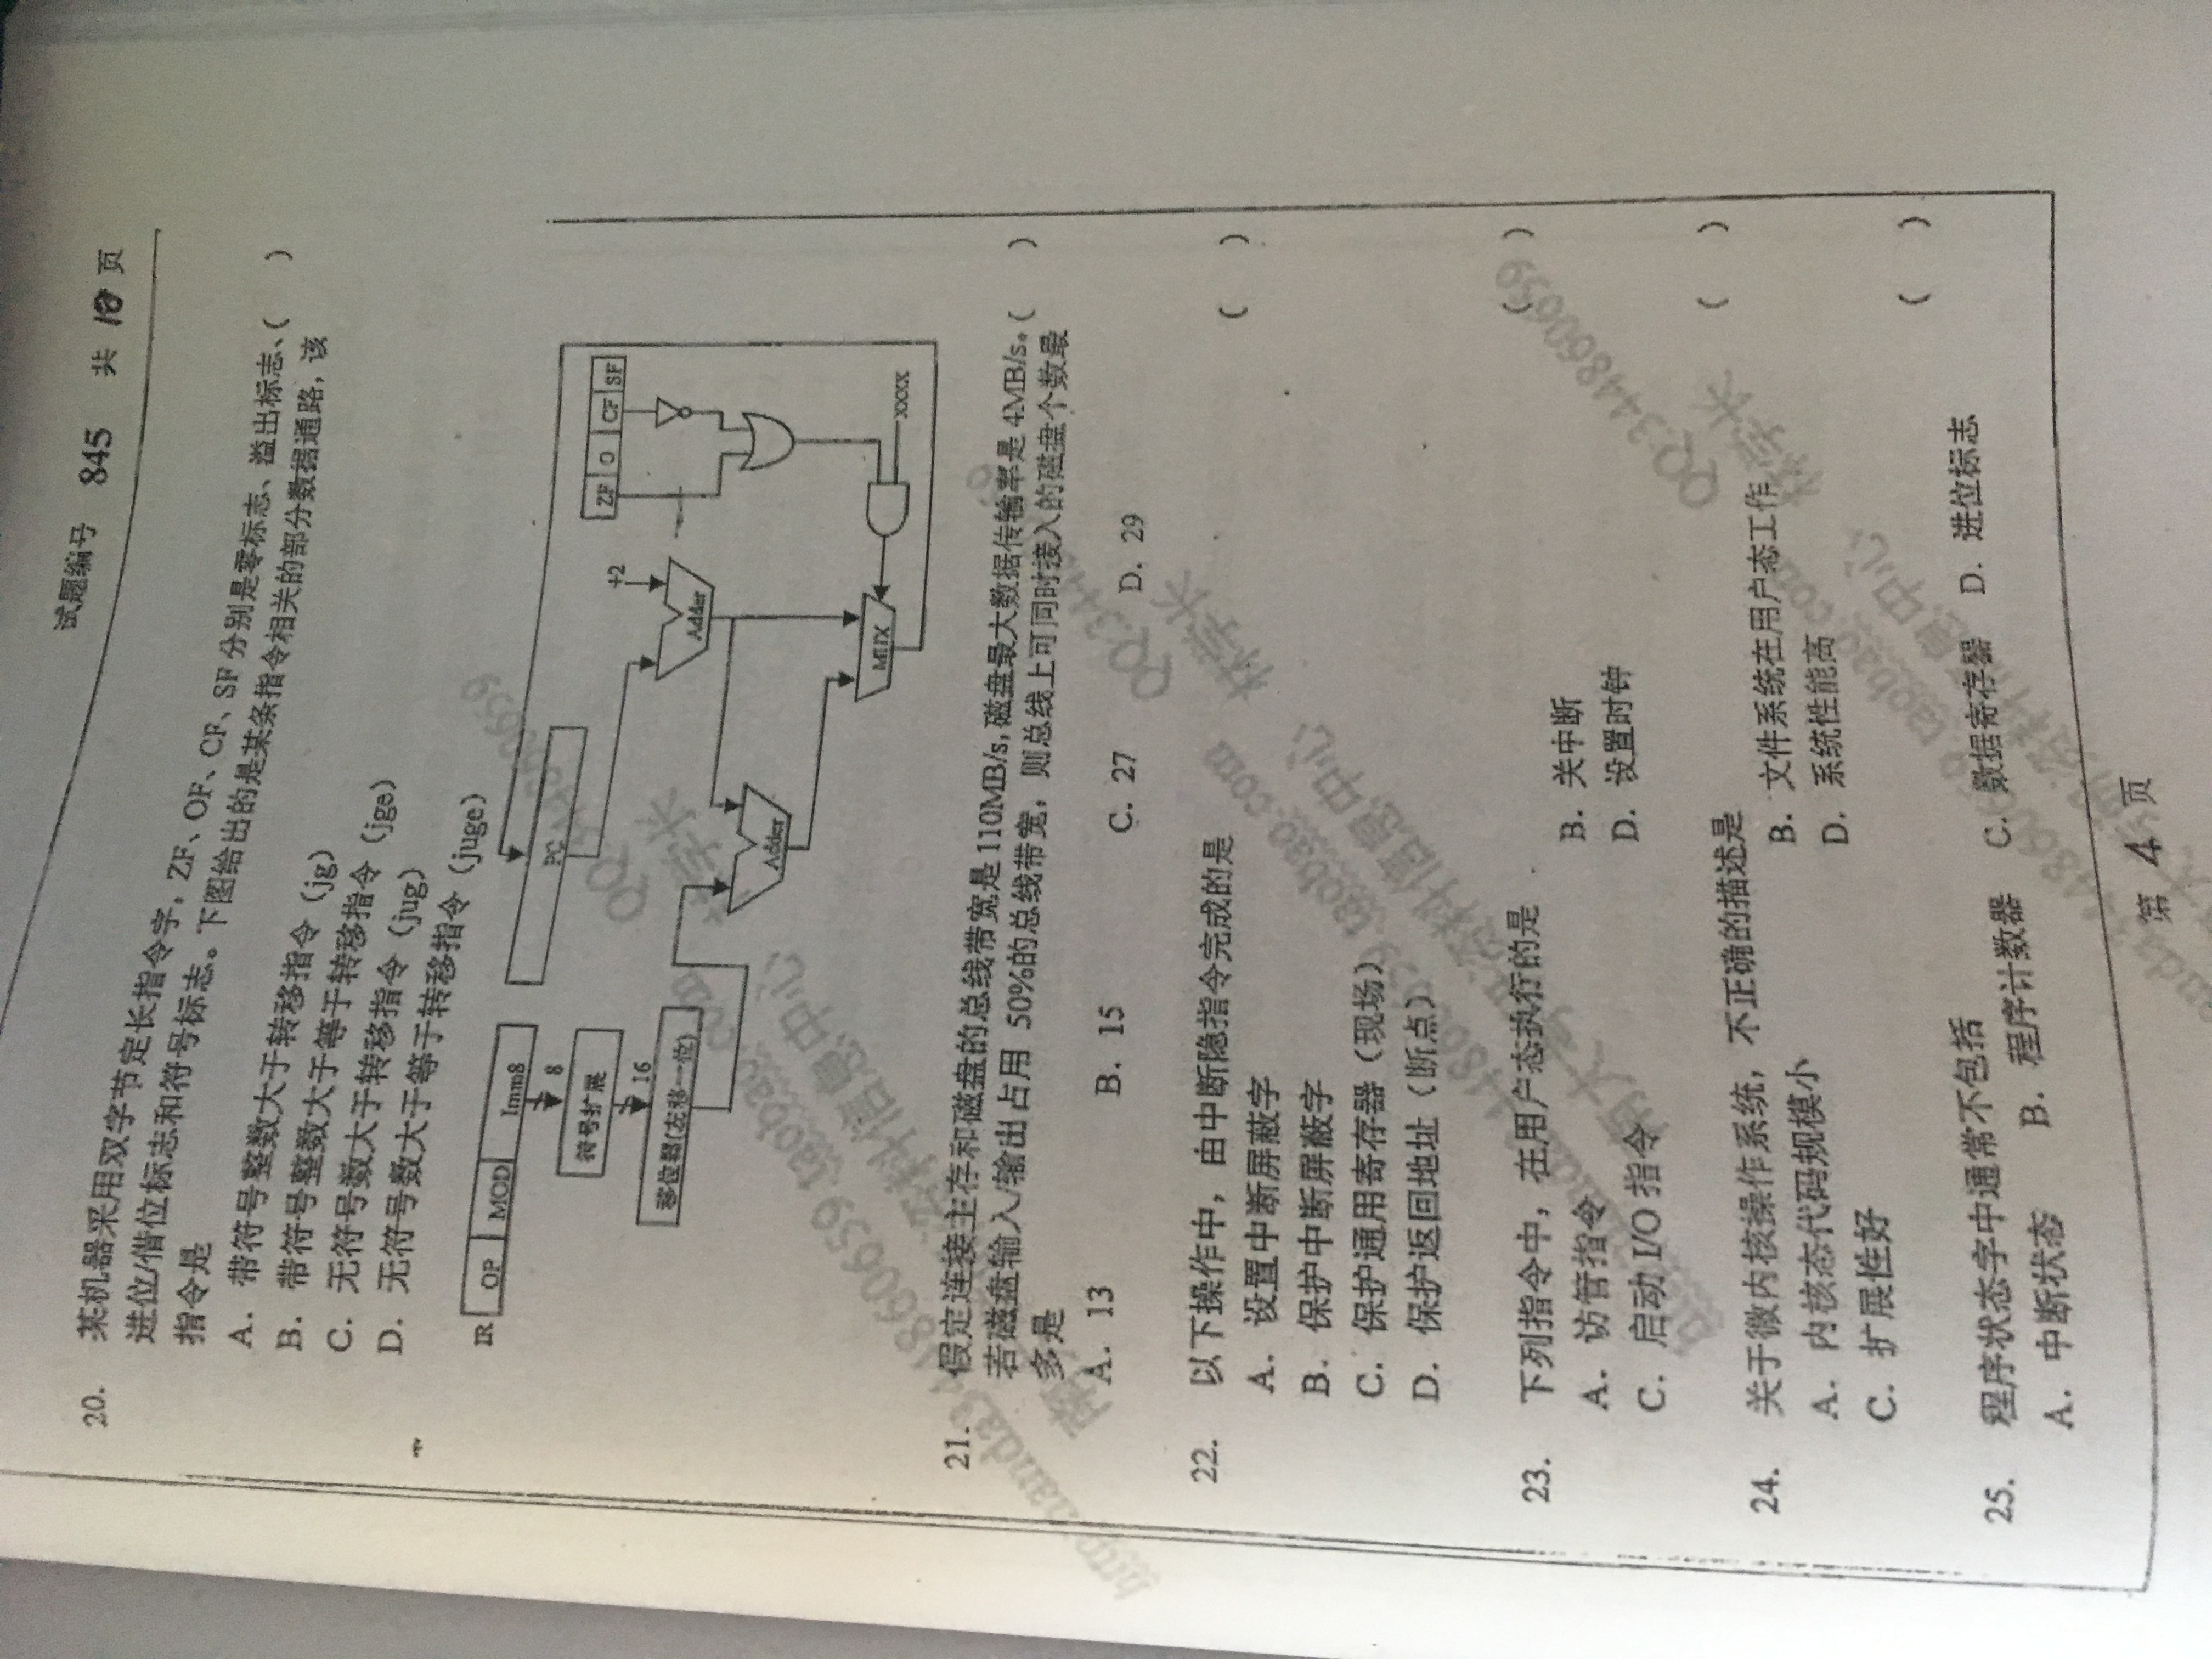 试题编号 845 共 10 页
20. 某机器采用双字节定长指令字，ZF、OF、CF、SF 分别是零标志、溢出标志、( )
进位/借位标志和符号标志。下图给出的是某条指令相关的部分数据通路，该
指令是
A. 带符号整数大于转移指令（jg）
B. 带符号整数大于等于转移指令（jge）
C. 无符号数大于转移指令（jug）
D. 无符号数大于等于转移指令（juge）
IR OP MOD Imm8
PC
8
符号扩展
ZF O CF SF
+2
16
移位器(左移一位)
Adder
Adder
MUX
xxxx
21. 假定连接主存和磁盘的总线带宽是 110MB/s, 磁盘最大数据传输率是 4MB/s。( )
若磁盘输入/输出占用 50%的总线带宽，则总线上可同时接入的磁盘个数最
多是
A. 13 B. 15 C. 27 D. 29
22. 以下操作中，由中断隐指令完成的是 ( )
A. 设置中断屏蔽字
B. 保护中断屏蔽字
C. 保护通用寄存器（现场）
D. 保护返回地址（断点）
23. 下列指令中，在用户态执行的是 ( )
A. 访管指令 B. 关中断
C. 启动 I/O 指令 D. 设置时钟
24. 关于微内核操作系统，不正确的描述是 ( )
A. 内核态代码规模小 B. 文件系统在用户态工作
C. 扩展性好 D. 系统性能高
25. 程序状态字中通常不包括 ( )
A. 中断状态 B. 程序计数器 C. 数据寄存器 D. 进位标志
第 4 页
QQ:344860659
林学长
QQ:344860659
林学长
QQ:344860659
林学长